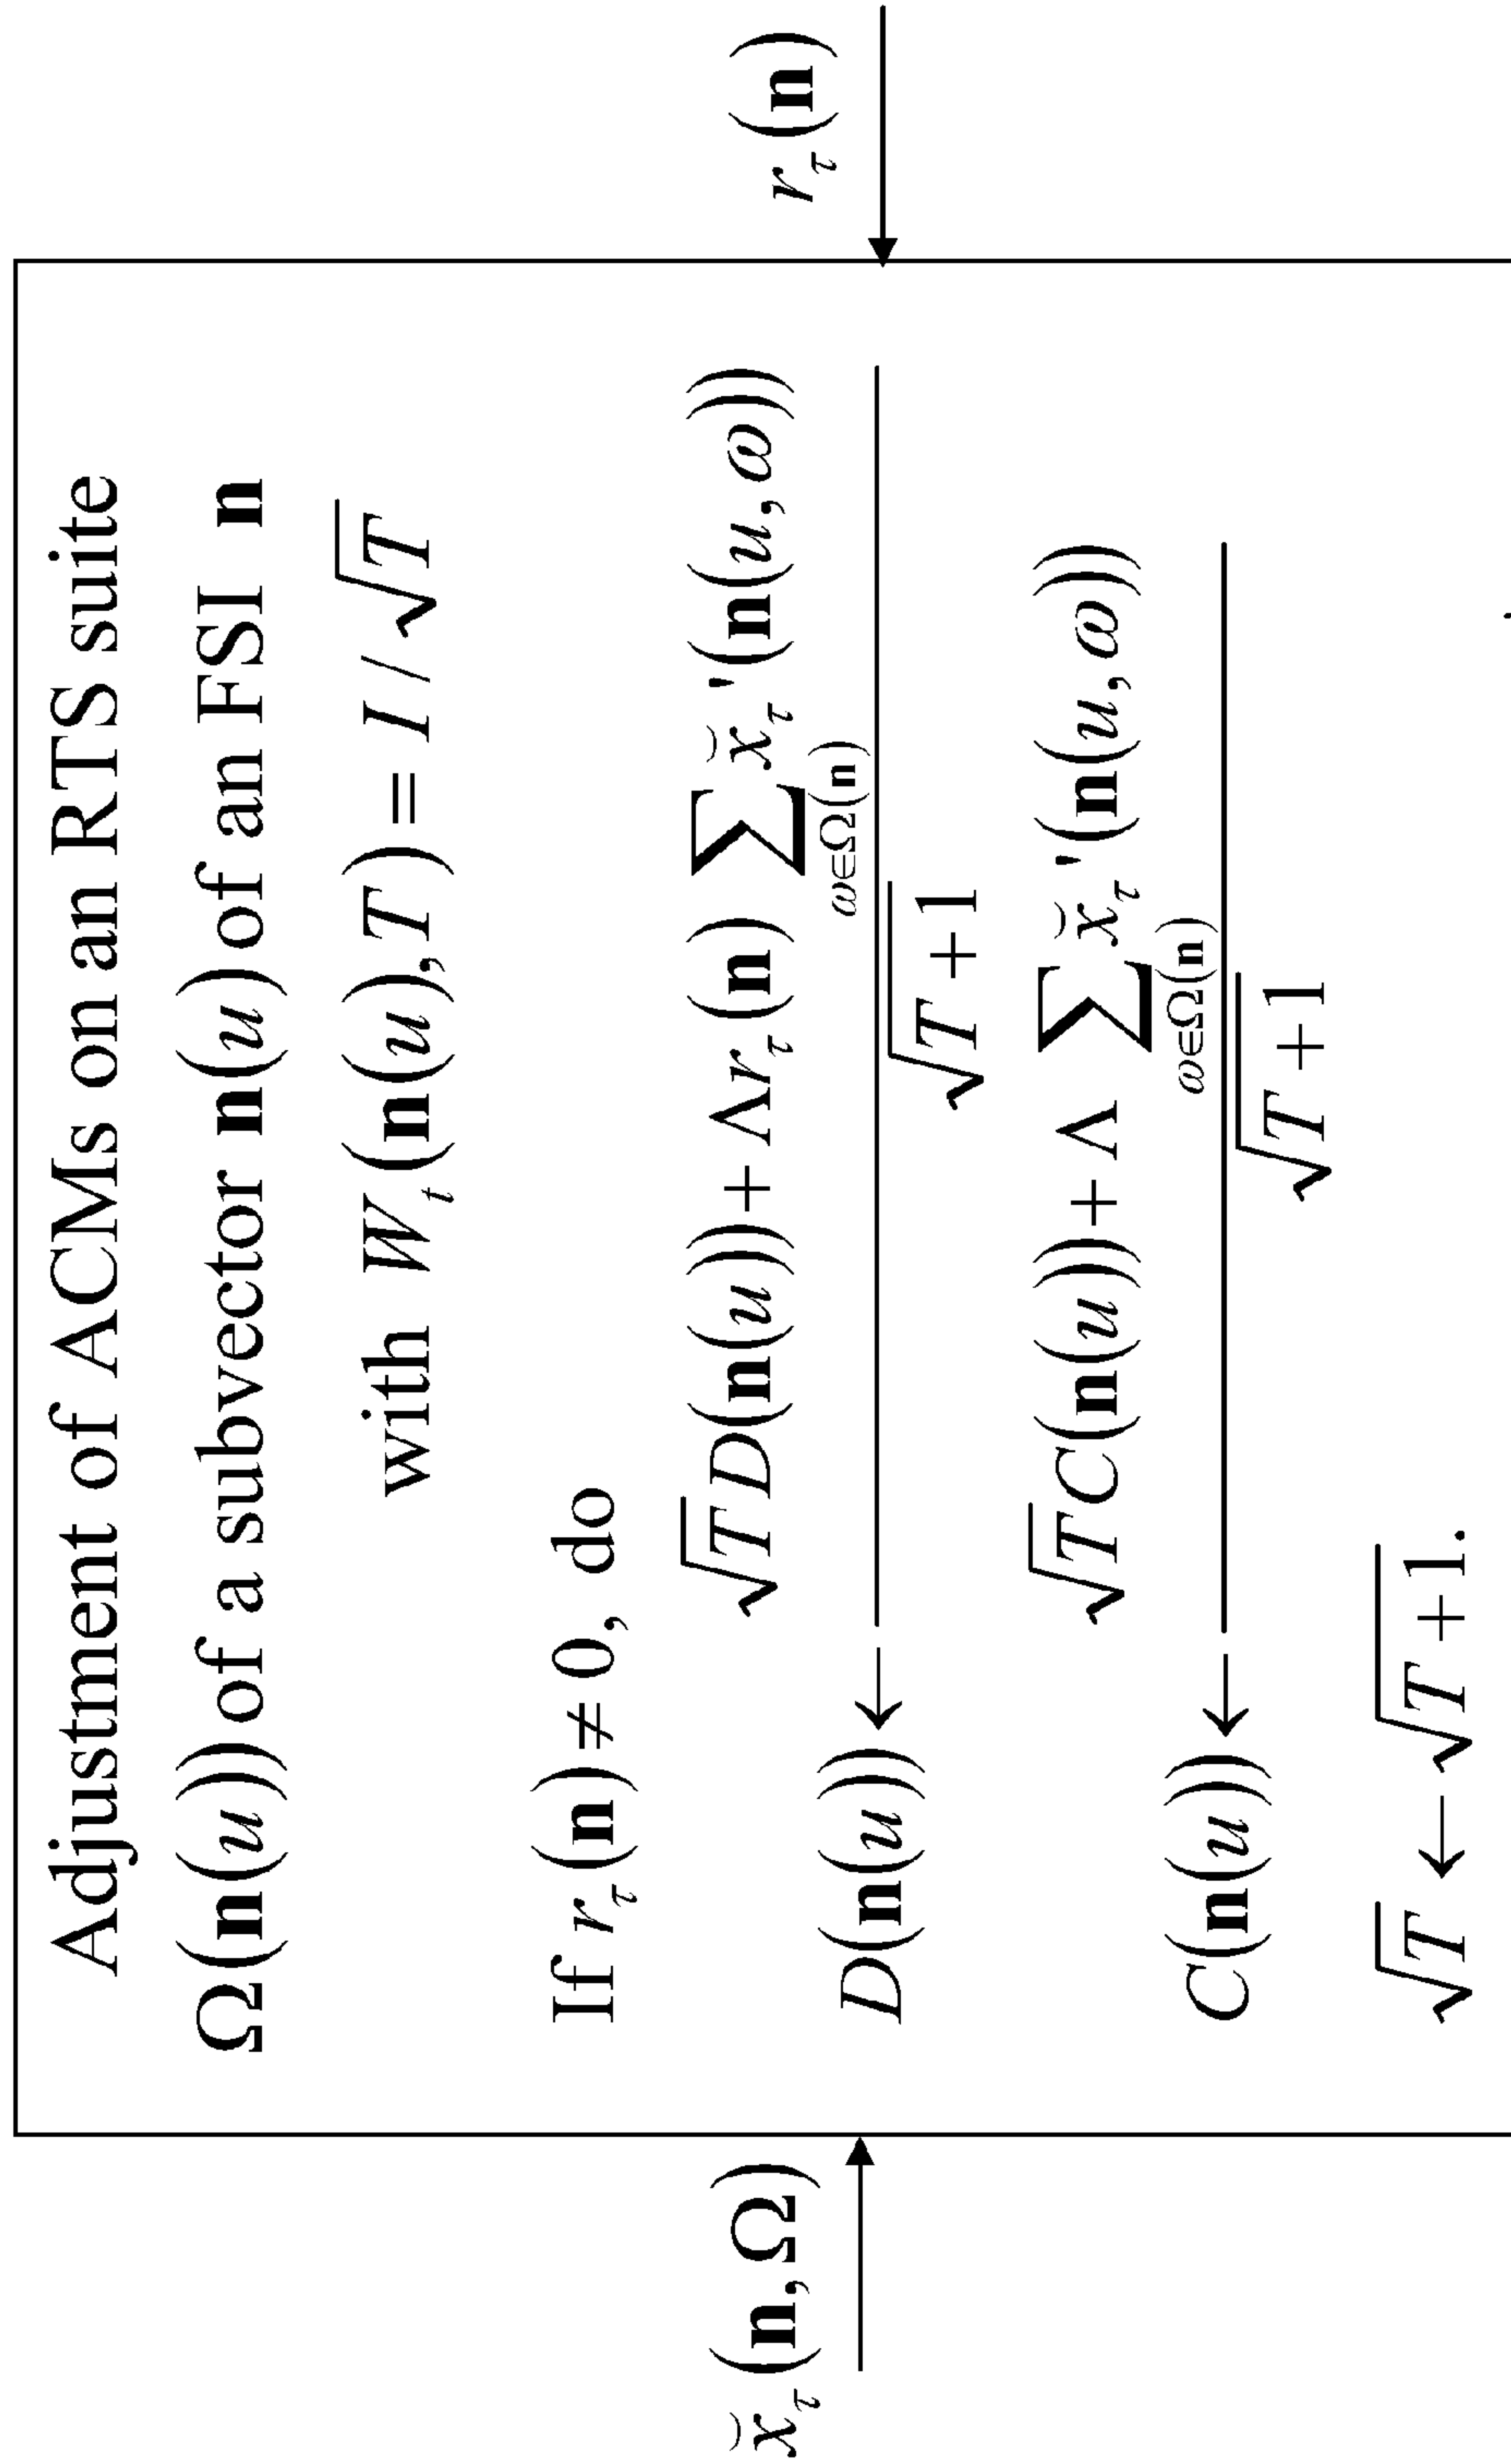 Adjustment of ACMs on an RTS suite
Ω(n(u)) of a subvector n(u) of an FSI n
with W_t(n(u),T) = I / √T
If r_τ(n) ≠ 0, do
D(n(u)) ← (√T D(n(u)) + Λr_τ(n) ∑_{ω∈Ω(n)} x̆_τ'(n(u,ω))) / √(T+1)
C(n(u)) ← (√T C(n(u)) + Λ ∑_{ω∈Ω(n)} x̆_τ'(n(u,ω))) / √(T+1)
√T ← √(T+1).
x̆_τ(n,Ω)
r_τ(n)